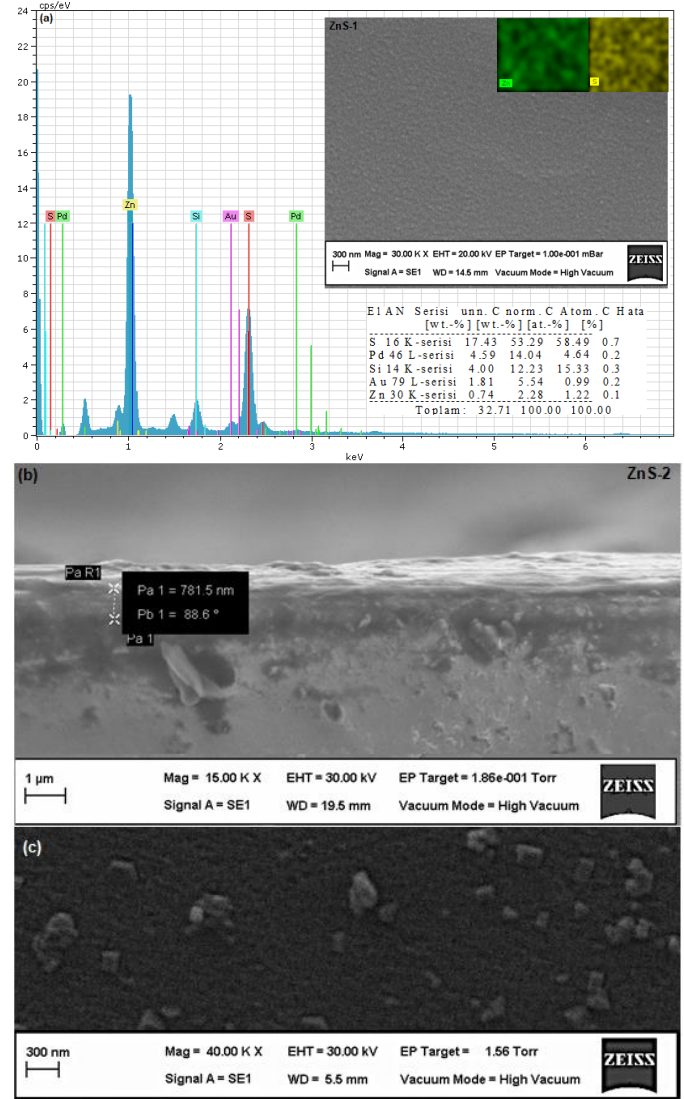 cps/eV
(a)
24
22
20
18
16
14
12
10
8
6
4
2
0
S Pd Zn Si Au S Pd
0 1 2 3 4 5 6
keV
ZnS-1
Zn S
300 nm Mag = 30.00 K X EHT = 20.00 kV EP Target = 1.00e-001 mBar
Signal A = SE1 WD = 14.5 mm Vacuum Mode = High Vacuum
ZEISS
El AN Serisi unn. C norm. C Atom. C Hata
[wt.-%] [wt.-%] [at.-%] [%]
S 16 K-serisi 17.43 53.29 58.49 0.7
Pd 46 L-serisi 4.59 14.04 4.64 0.2
Si 14 K-serisi 4.00 12.23 15.33 0.3
Au 79 L-serisi 1.81 5.54 0.99 0.2
Zn 30 K-serisi 0.74 2.28 1.22 0.1
Toplam: 32.71 100.00 100.00
(b)
ZnS-2
Pa R1
Pa 1 = 781.5 nm
Pb 1 = 88.6 °
Pa 1
1 µm Mag = 15.00 K X EHT = 30.00 kV EP Target = 1.86e-001 Torr
Signal A = SE1 WD = 19.5 mm Vacuum Mode = High Vacuum
ZEISS
(c)
300 nm Mag = 40.00 K X EHT = 30.00 kV EP Target = 1.56 Torr
Signal A = SE1 WD = 5.5 mm Vacuum Mode = High Vacuum
ZEISS